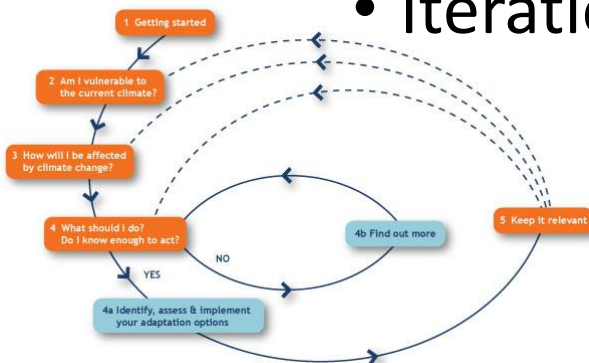 • Iteratio
1 Getting started
2 Am I vulnerable to
the current climate?
3 How will I be affected
by climate change?
4 What should I do?
Do I know enough to act?
NO
4b Find out more
5 Keep it relevant
YES
4a Identify, assess & implement
your adaptation options